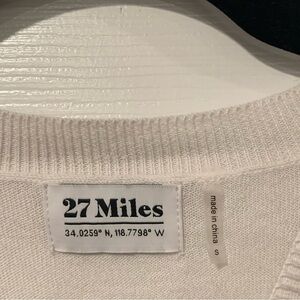 27 Miles
34.0259° N, 118.7798° W
made in china
S